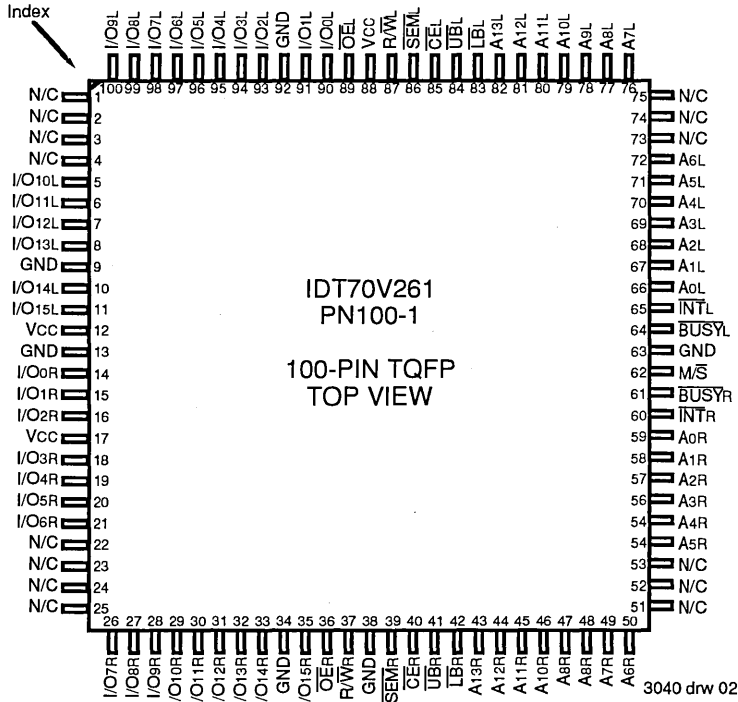 Index
I/O9L I/O8L I/O7L I/O6L I/O5L I/O4L I/O3L I/O2L GND I/O1L I/O0L OEL VCC R/WL SEML CEL UBL LBL A13L A12L A11L A10L A9L A8L A7L
100 99 98 97 96 95 94 93 92 91 90 89 88 87 86 85 84 83 82 81 80 79 78 77 76
N/C 1
N/C 2
N/C 3
N/C 4
I/O10L 5
I/O11L 6
I/O12L 7
I/O13L 8
GND 9
I/O14L 10
I/O15L 11
VCC 12
GND 13
I/O0R 14
I/O1R 15
I/O2R 16
VCC 17
I/O3R 18
I/O4R 19
I/O5R 20
I/O6R 21
N/C 22
N/C 23
N/C 24
N/C 25
IDT70V261
PN100-1
100-PIN TQFP
TOP VIEW
75 N/C
74 N/C
73 N/C
72 A6L
71 A5L
70 A4L
69 A3L
68 A2L
67 A1L
66 A0L
65 INTL
64 BUSYL
63 GND
62 M/S
61 BUSYR
60 INTR
59 A0R
58 A1R
57 A2R
56 A3R
54 A4R
54 A5R
53 N/C
52 N/C
51 N/C
26 27 28 29 30 31 32 33 34 35 36 37 38 39 40 41 42 43 44 45 46 47 48 49 50
I/O7R I/O8R I/O9R /O10R /O11R /O12R /O13R /O14R GND /O15R OER R/WR GND SEMR CER UBR LBR A13R A12R A11R A10R A8R A8R A7R A6R
3040 drw 02